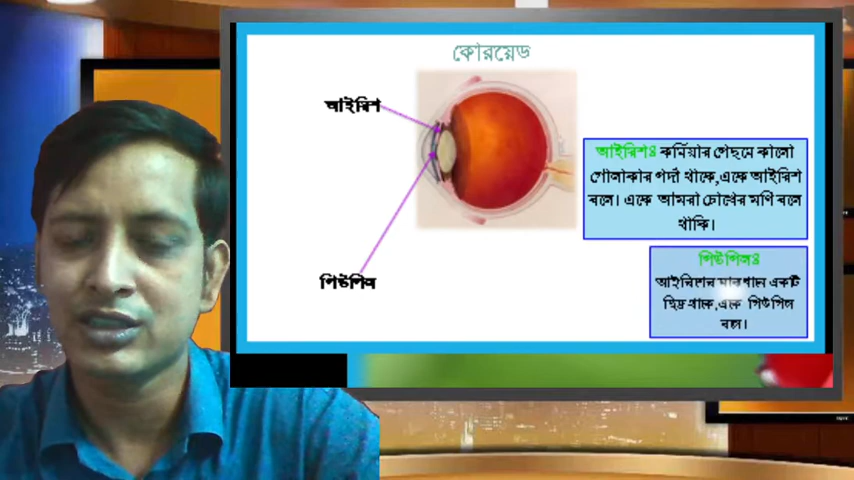 কোরয়েড
আইরিশ
আইরিশঃ কর্নিয়ার পেছনে কালো
গোলাকার পর্দা থাকে,একে আইরিশ
বলে। একে আমরা চোখের মণি বলে
থাকি।
পিউপিল
পিউপিলঃ
আইরিশের মাঝখানে একটি
ছিদ্র থাকে,একে পিউপিল
বলে।